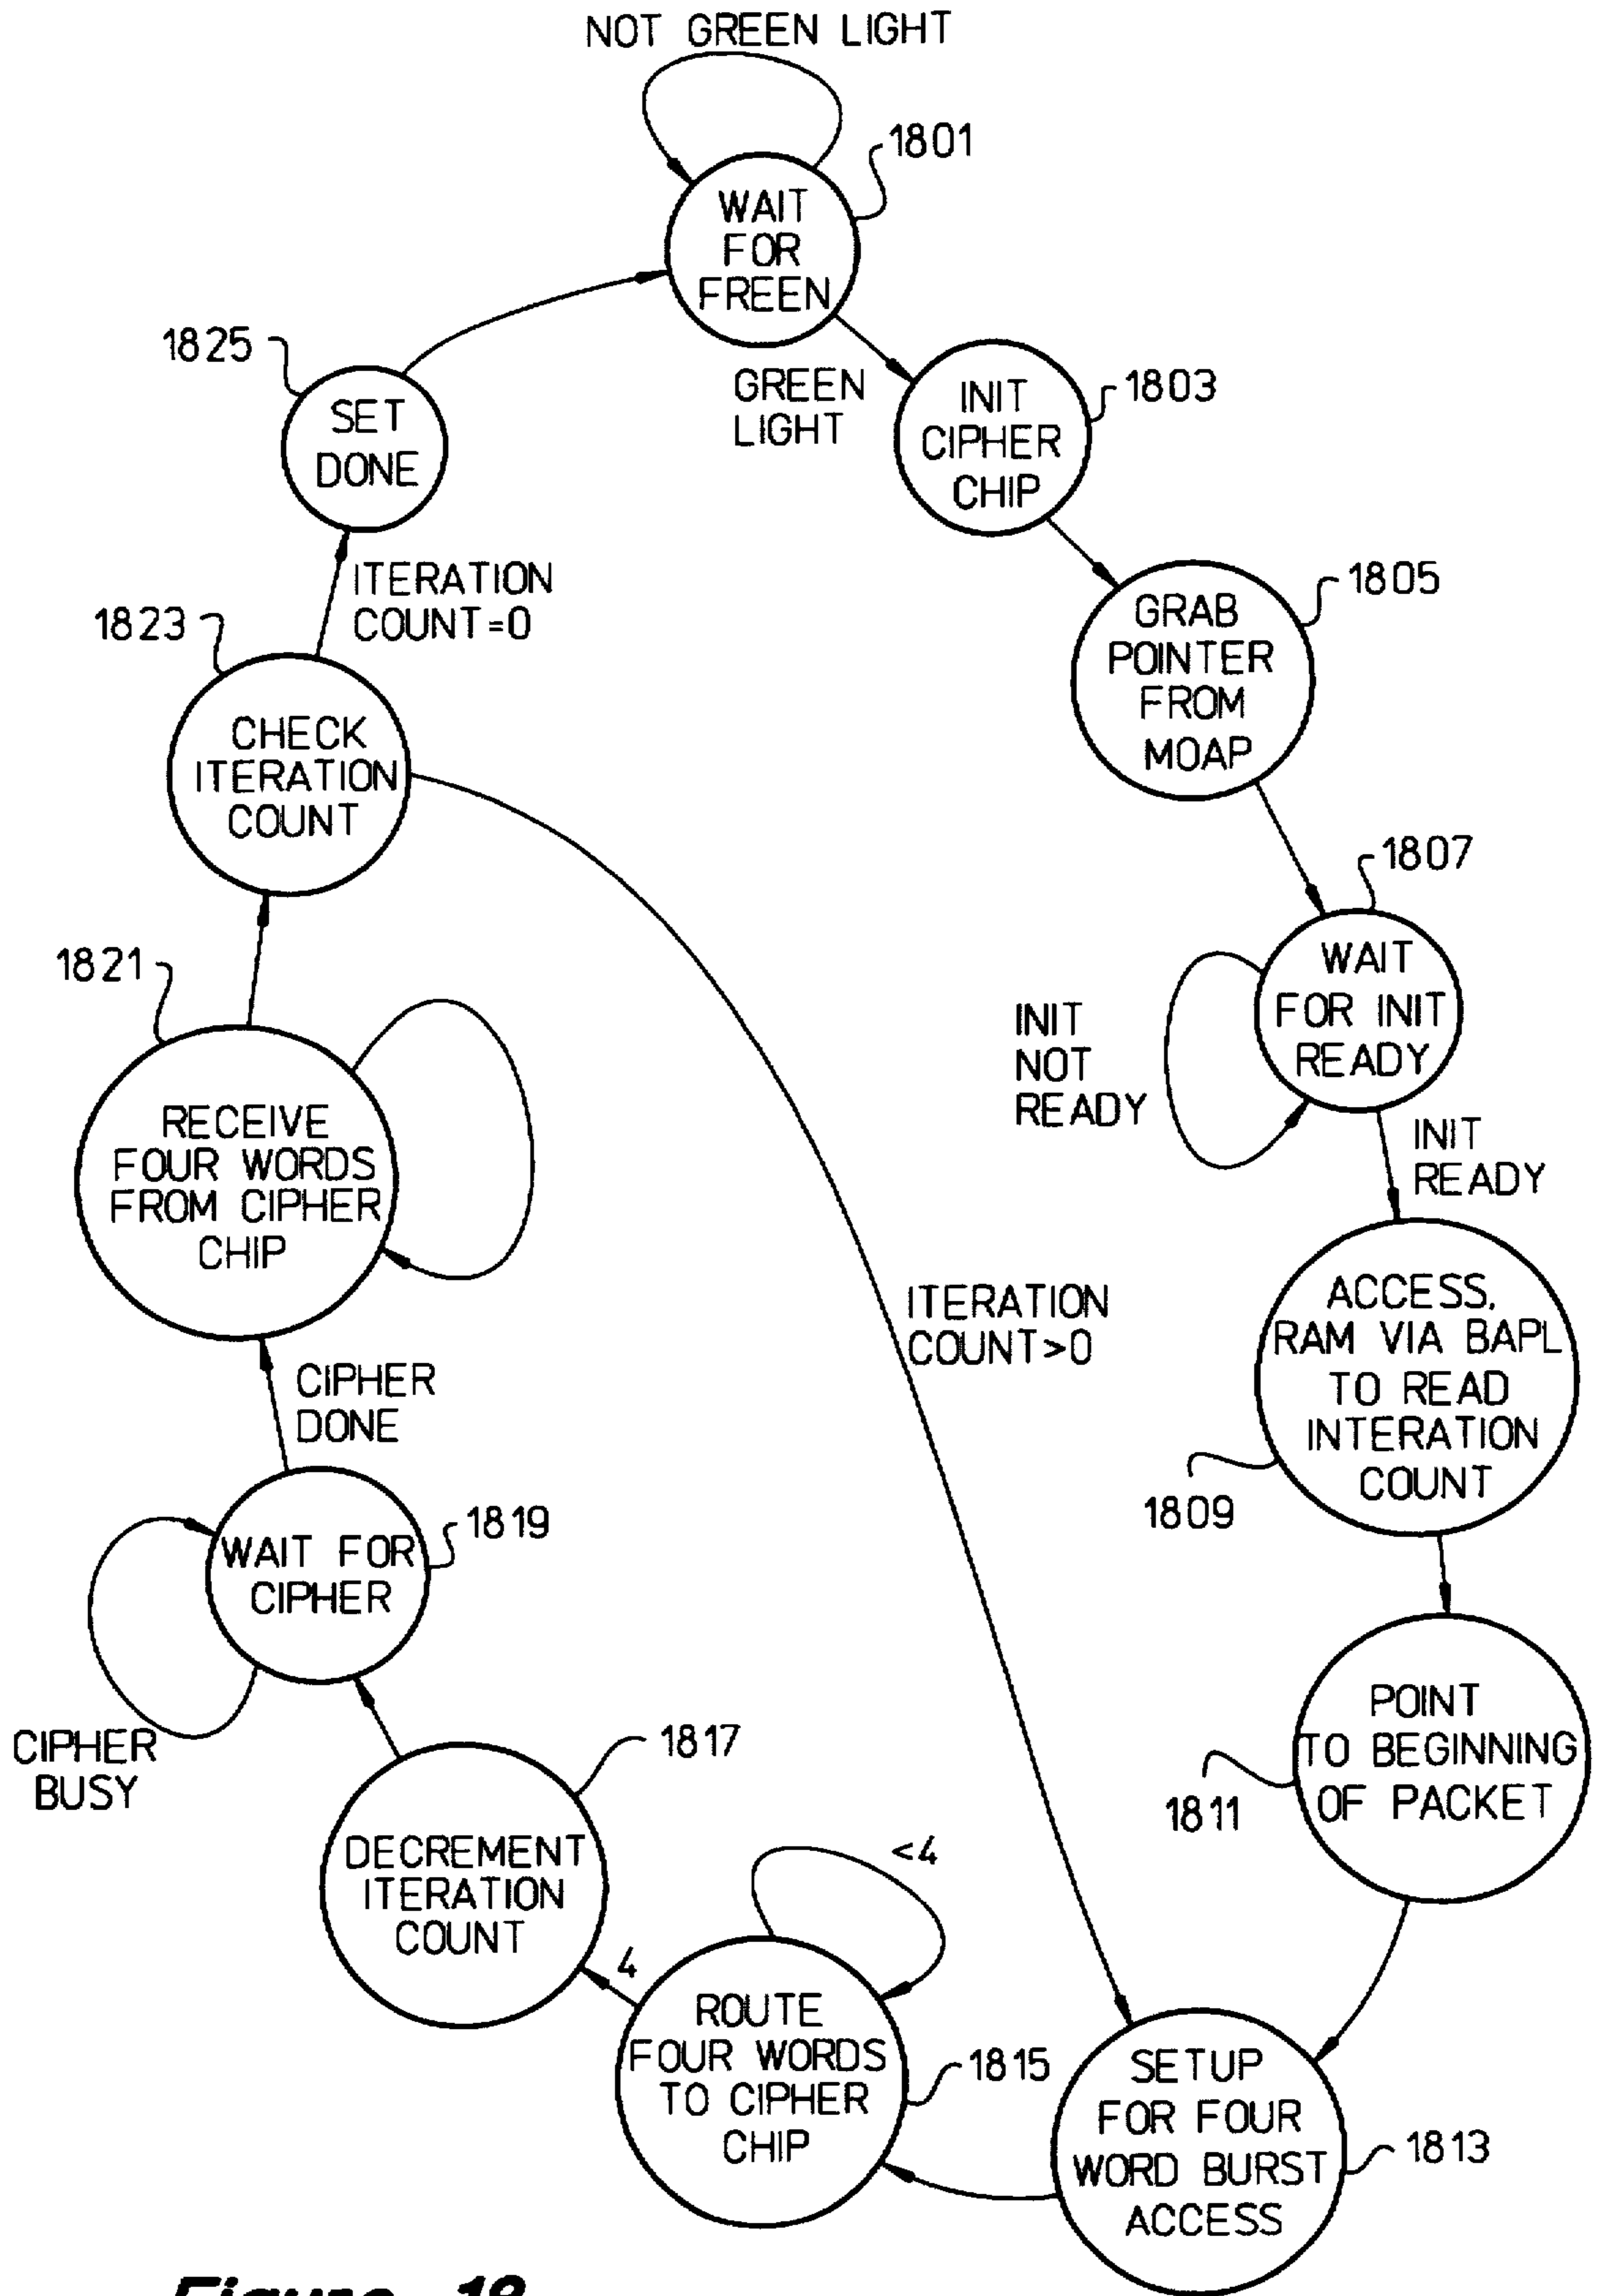 NOT GREEN LIGHT
1801
WAIT
FOR
FREEN
GREEN
LIGHT
1803
INIT
CIPHER
CHIP
1805
GRAB
POINTER
FROM
MOAP
1807
WAIT
FOR INIT
READY
INIT
NOT
READY
INIT
READY
ACCESS,
RAM VIA BAPL
TO READ
INTERATION
COUNT
1809
POINT
TO BEGINNING
OF PACKET
1811
SETUP
FOR FOUR
WORD BURST
ACCESS
1813
<4
ROUTE
FOUR WORDS
TO CIPHER
CHIP
1815
4
1817
DECREMENT
ITERATION
COUNT
1819
WAIT FOR
CIPHER
CIPHER
BUSY
CIPHER
DONE
1821
RECEIVE
FOUR WORDS
FROM CIPHER
CHIP
1823
CHECK
ITERATION
COUNT
ITERATION
COUNT>0
ITERATION
COUNT=0
1825
SET
DONE
Figure 18